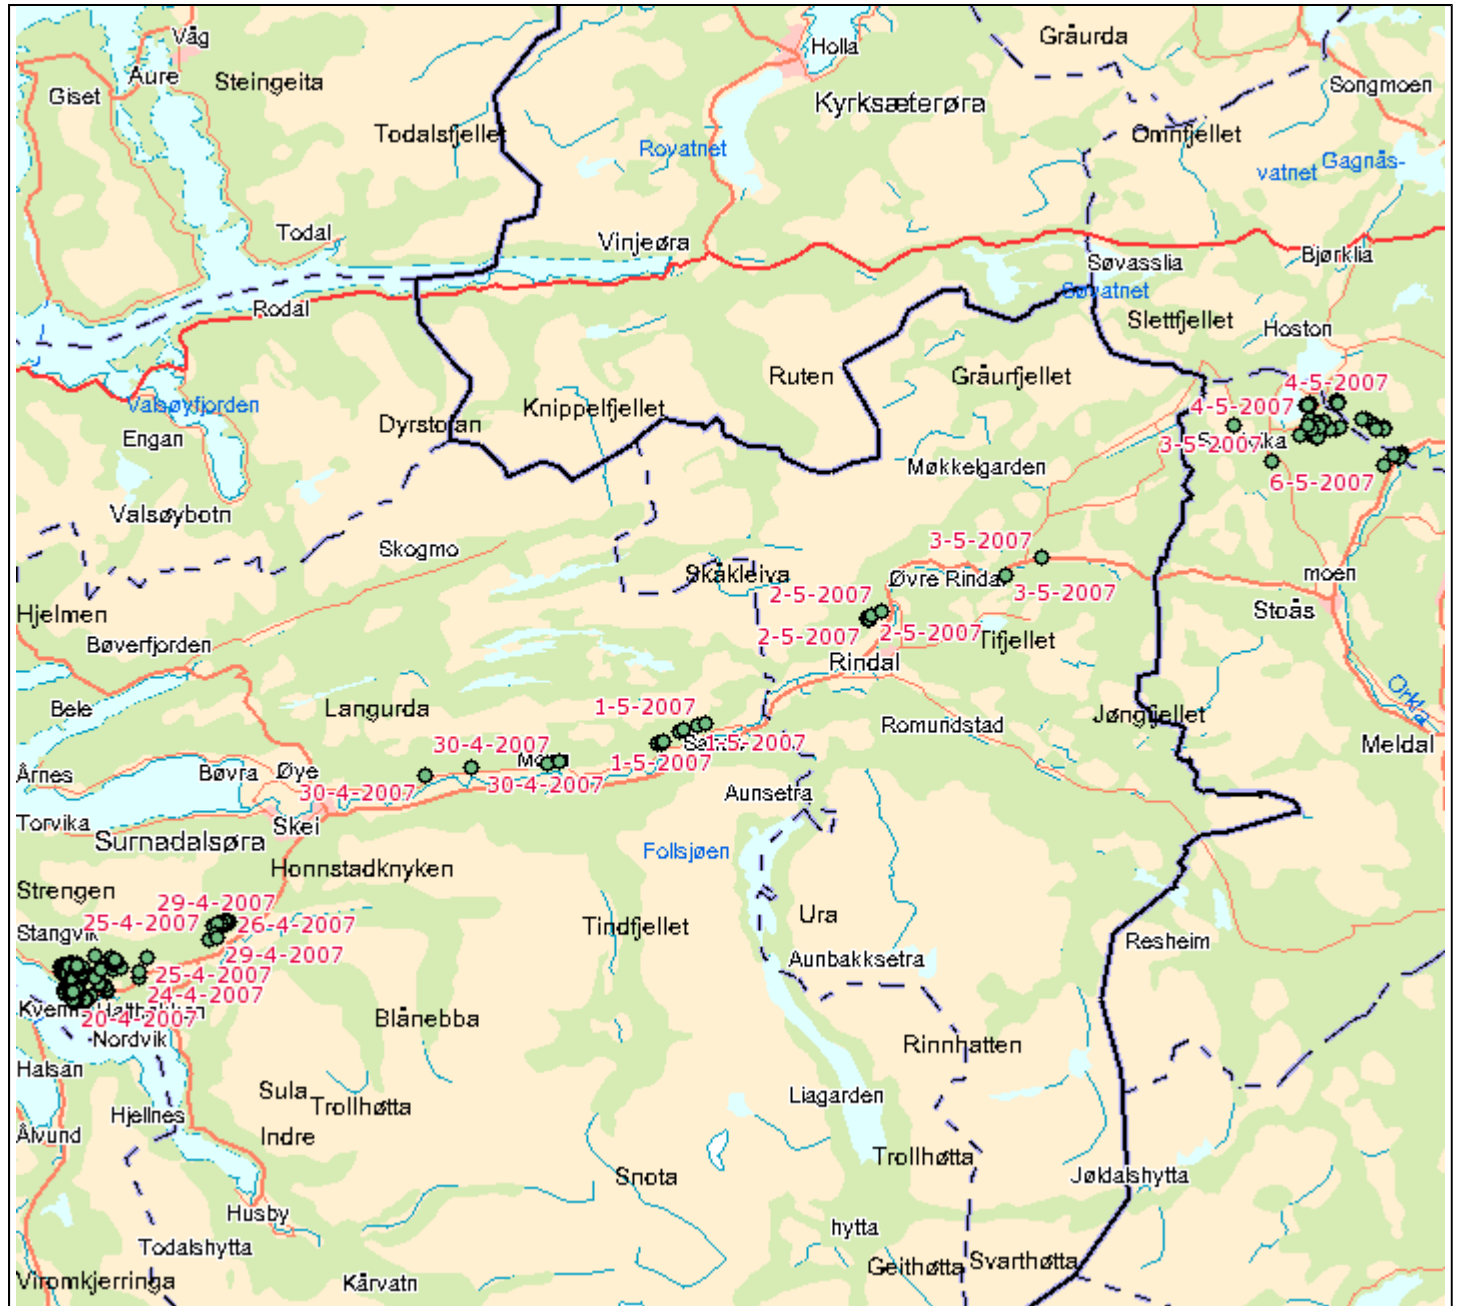 Våg
Holla
Gråurda
Aure
Steingeita
Songmoen
Giset
Kyrksæterøra
Todalsfjellet
Omnfjellet
Rovatnet
Gagnås-
vatnet
Todal
Vinjeøra
Søvasslia
Bjørklia
Søvatnet
Rodal
Slettfjellet
Hoston
Ruten
Gråurfjellet
4-5-2007
Valsøyfjorden
Knippelfjellet
4-5-2007
Engan
3-5-2007
Møkkelgarden
6-5-2007
Valsøybotn
Skogmo
3-5-2007
Skåkleiva
Øvre Rindal
moen
2-5-2007
3-5-2007
Hjelmen
Stoås
2-5-2007
2-5-2007
Tifjellet
Bøverfjorden
Rindal
Bele
Langurda
1-5-2007
Romundstad
Jøngfjellet
Orkla
30-4-2007
1-5-2007
Meldal
Årnes
Bøvra
Øye
1-5-2007
30-4-2007
30-4-2007
Aunsetra
Torvika
Skei
Surnadalsøra
Follsjøen
Honnstadknyken
Strengen
29-4-2007
Ura
25-4-2007
26-4-2007
Tindfjellet
Stangvik
Resheim
29-4-2007
Aunbakksetra
25-4-2007
24-4-2007
20-4-2007
Blånebba
Nordvik
Rinnhatten
Halsan
Sula
Trollhøtta
Liagarden
Hjellnes
Ålvund
Indre
Trollhøtta
Snota
Jøldalshytta
Husby
hytta
Todalshytta
Geithøtta
Svarthøtta
Viromkjerringa
Kårvatn